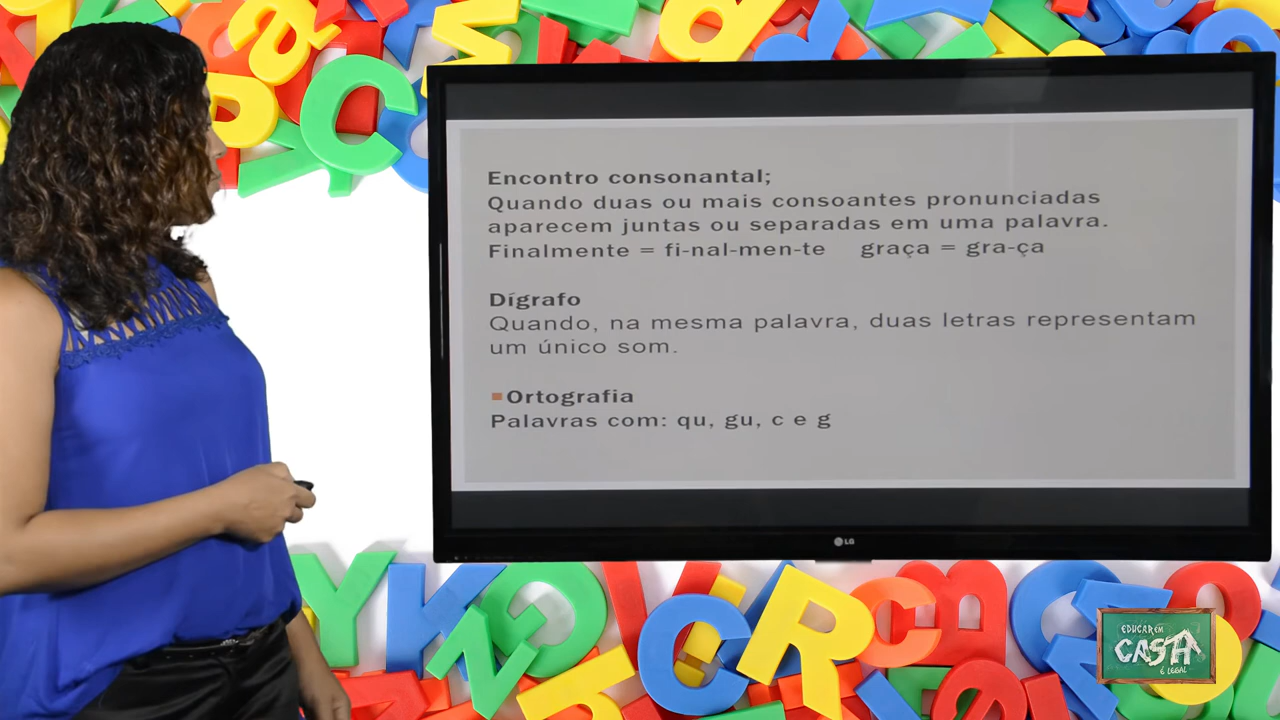 Encontro consonantal;
Quando duas ou mais consoantes pronunciadas
aparecem juntas ou separadas em uma palavra.
Finalmente = fi-nal-men-te graça = gra-ça
Dígrafo
Quando, na mesma palavra, duas letras representam
um único som.
Ortografia
Palavras com: qu, gu, c e g
LG
EDUCAR EM
CASA
É LEGAL